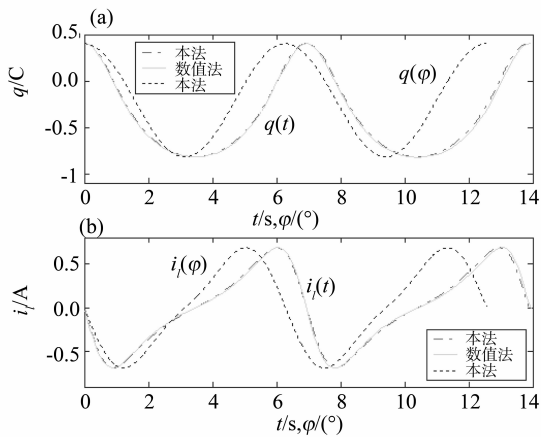 (a)
0.5
0.0
-0.5
-1
q/C
本法
数值法
本法
q(φ)
q(t)
0 2 4 6 8 10 12 14
t/s,φ/(°)
(b)
0.5
0.0
-0.5
i_l/A
i_l(φ)
i_l(t)
本法
数值法
本法
0 2 4 6 8 10 12 14
t/s,φ/(°)